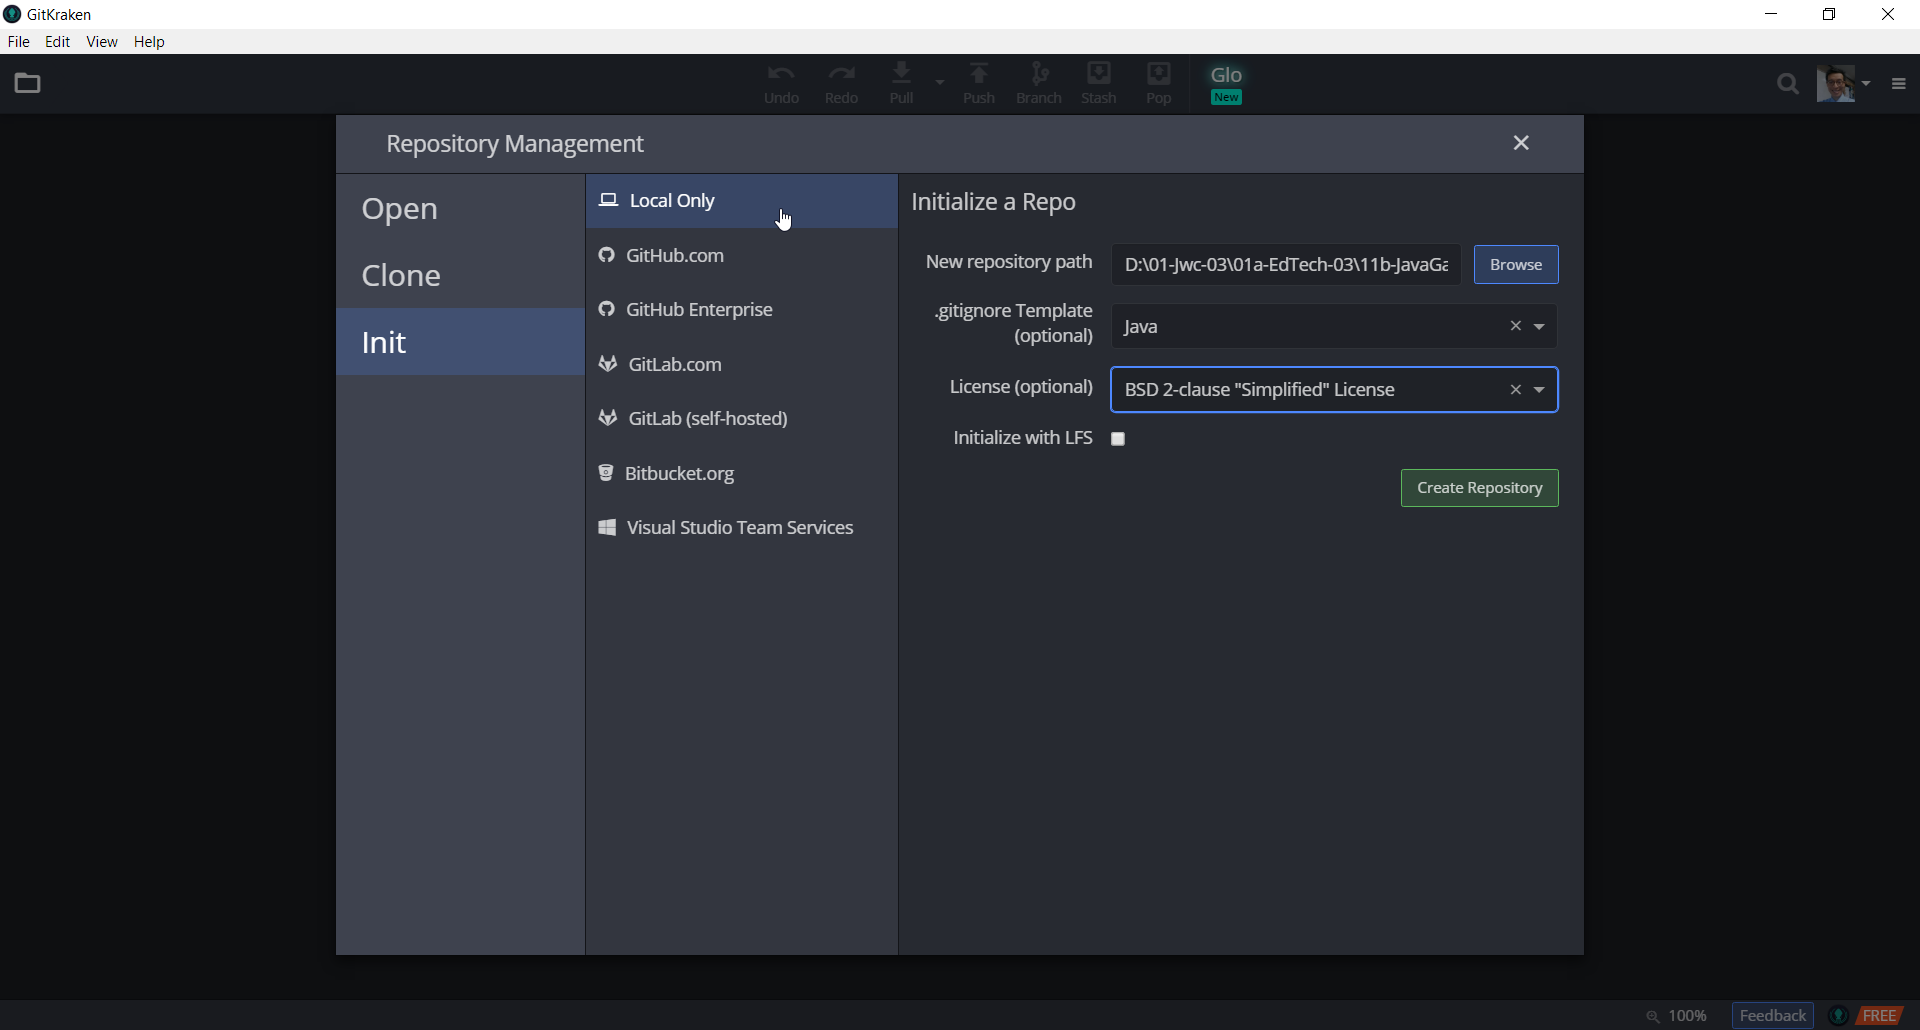 GitKraken
File Edit View Help
Undo Redo Pull Push Branch Stash Pop Glo
New
Repository Management
Open
Clone
Init
Local Only
GitHub.com
GitHub Enterprise
GitLab.com
GitLab (self-hosted)
Bitbucket.org
Visual Studio Team Services
Initialize a Repo
New repository path D:\01-Jwc-03\01a-EdTech-03\11b-JavaGa Browse
.gitignore Template
(optional) Java
License (optional) BSD 2-clause "Simplified" License
Initialize with LFS
Create Repository
100% Feedback FREE